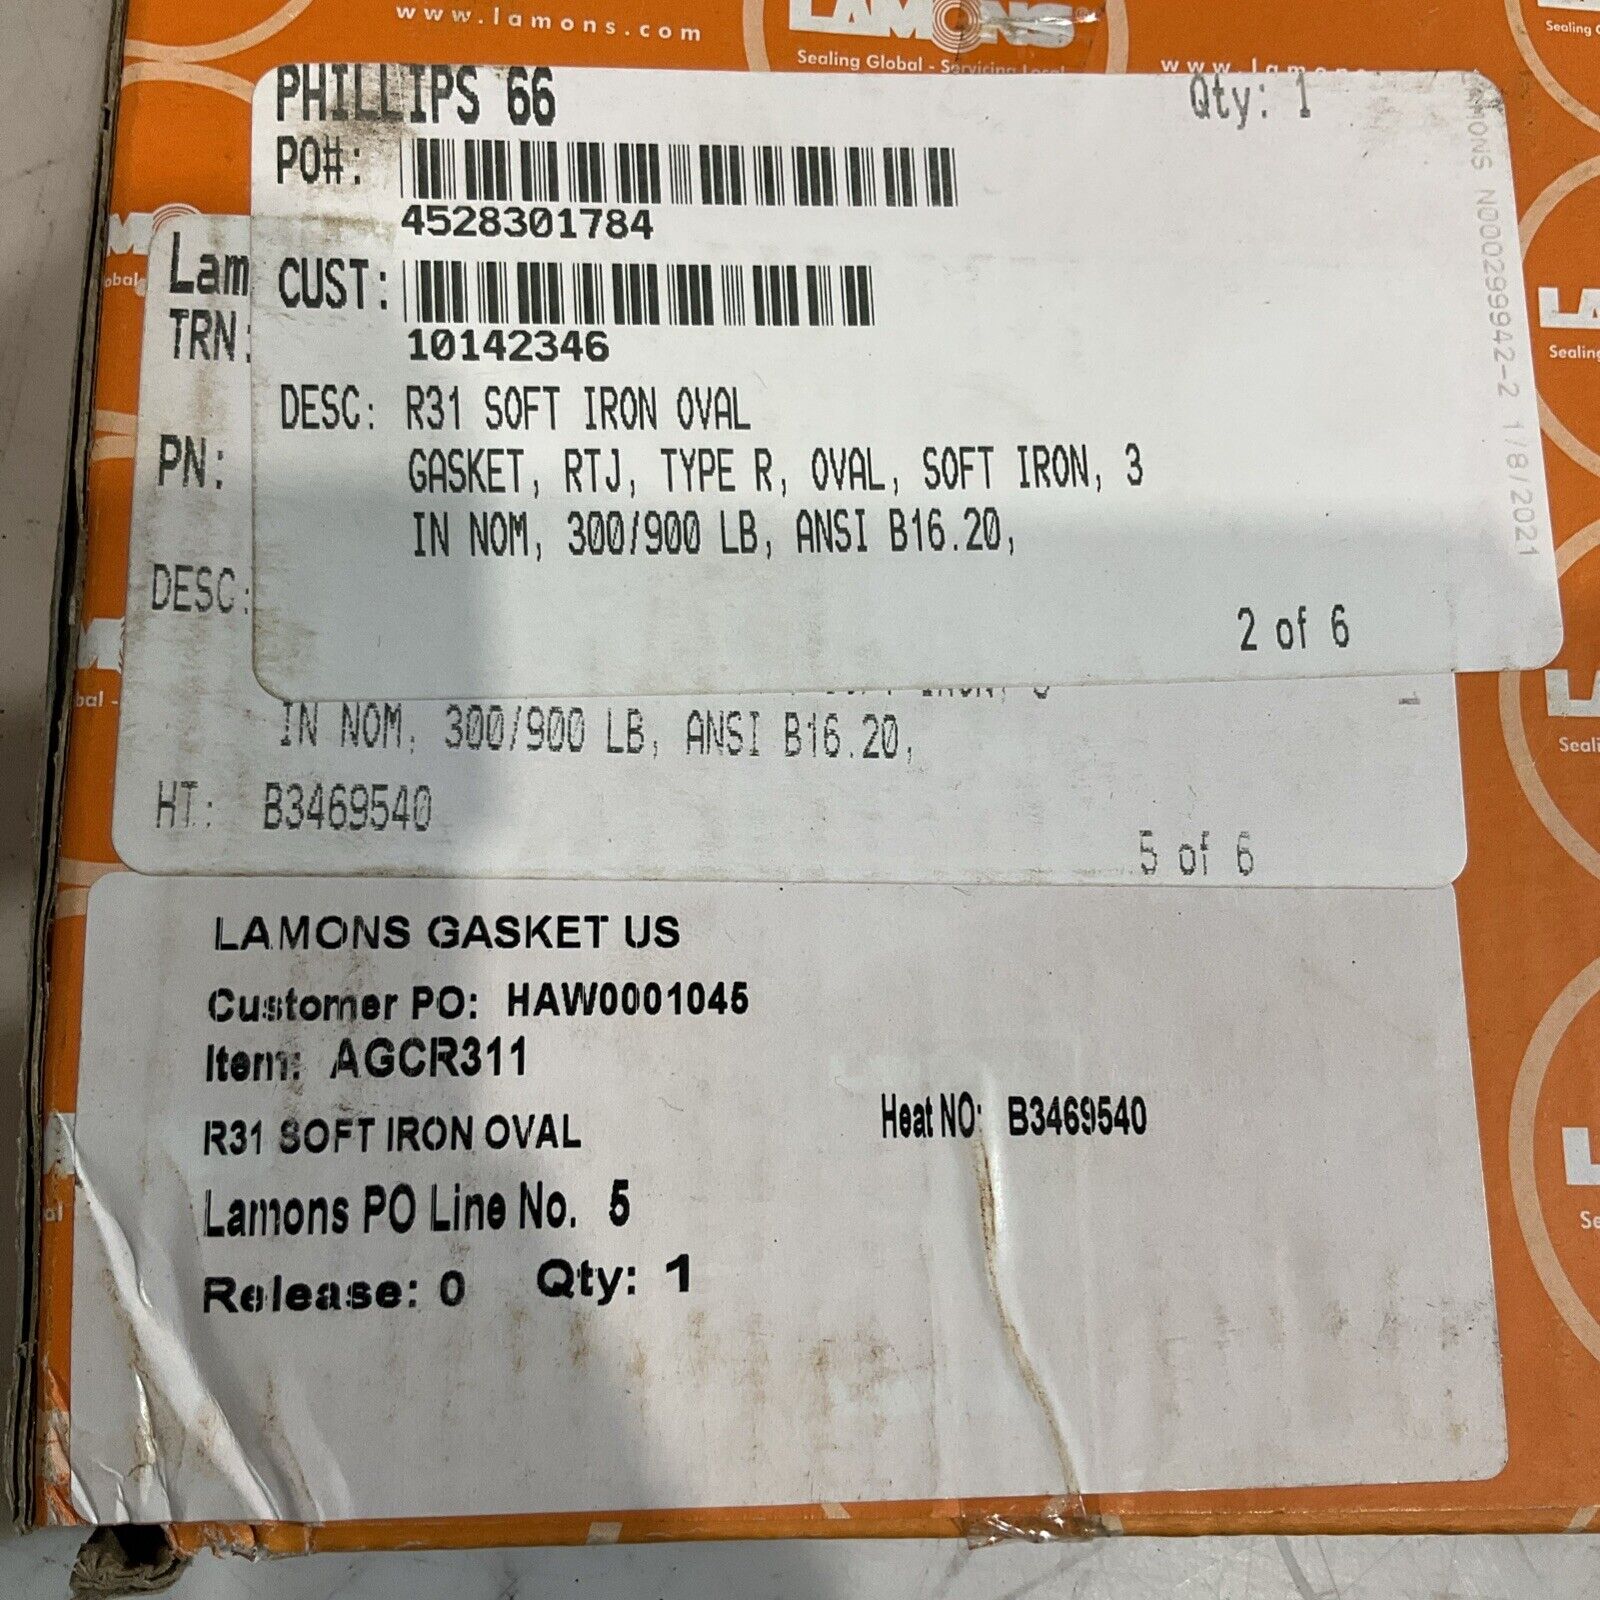 www.lamons.com
LAMONS
Sealing Global - Servicing Local
Sealing
PHILLIPS 66
Qty: 1
PO#:
4528301784
CUST:
10142346
DESC: R31 SOFT IRON OVAL
GASKET, RTJ, TYPE R, OVAL, SOFT IRON, 3
IN NOM, 300/900 LB, ANSI B16.20,
2 of 6
LAMONS N000299942-2 1/8/2021
Lam
TRN:
PN:
DESC:
IN NOM, 300/900 LB, ANSI B16.20,
HT: B3469540
5 of 6
LAMONS GASKET US
Customer PO: HAW0001045
Item: AGCR311
R31 SOFT IRON OVAL
Heat NO: B3469540
Lamons PO Line No. 5
Release: 0 Qty: 1